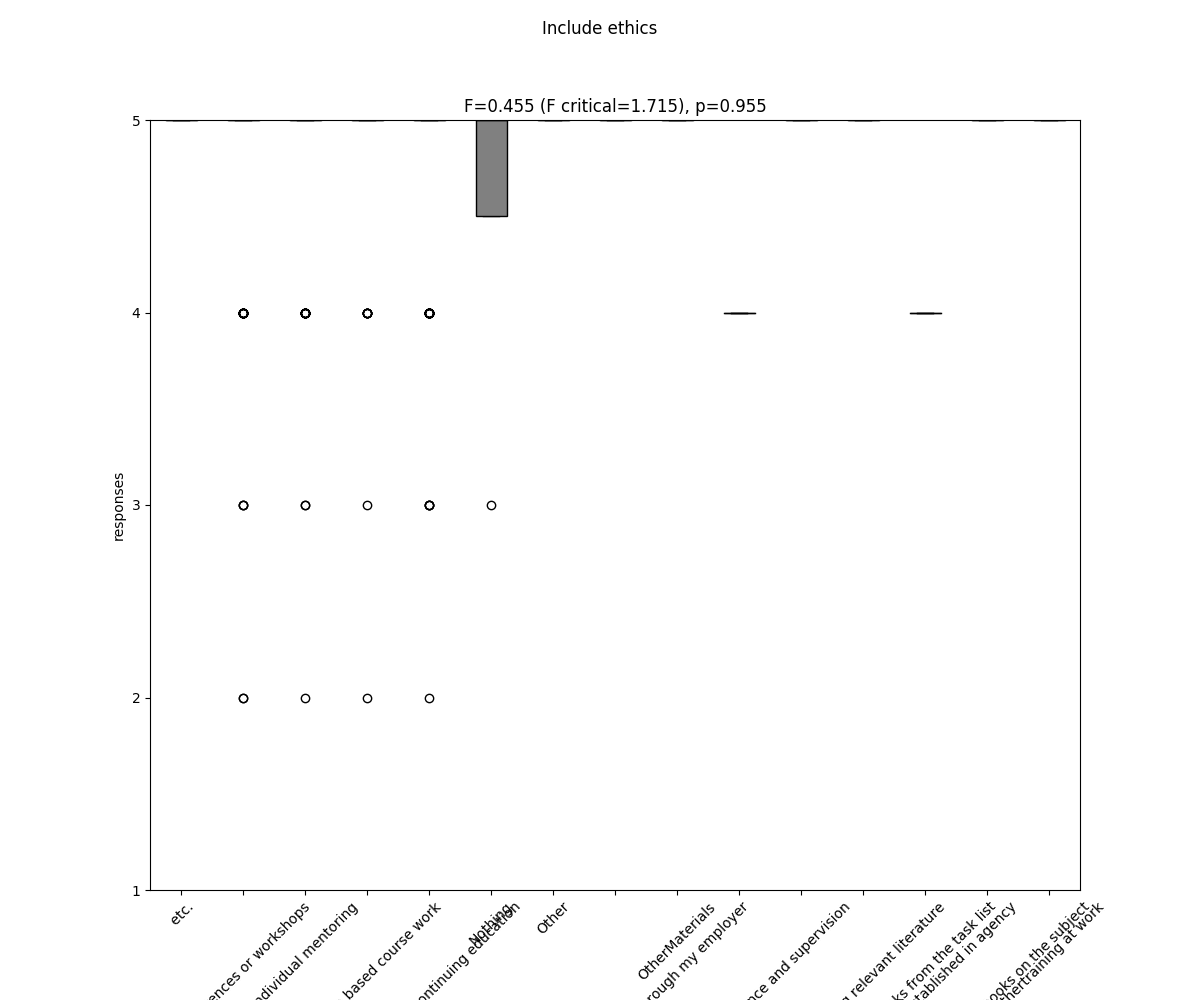 Include ethics
F=0.455 (F critical=1.715), p=0.955
5
4
3
2
1
responses
etc.
ences or workshops
ndividual mentoring
based course work
ontinuing education
Nothing
Other
OtherMaterials
rough my employer
nce and supervision
g relevant literature
ks from the task list
tablished in agency
ooks on the subject
hertraining at work